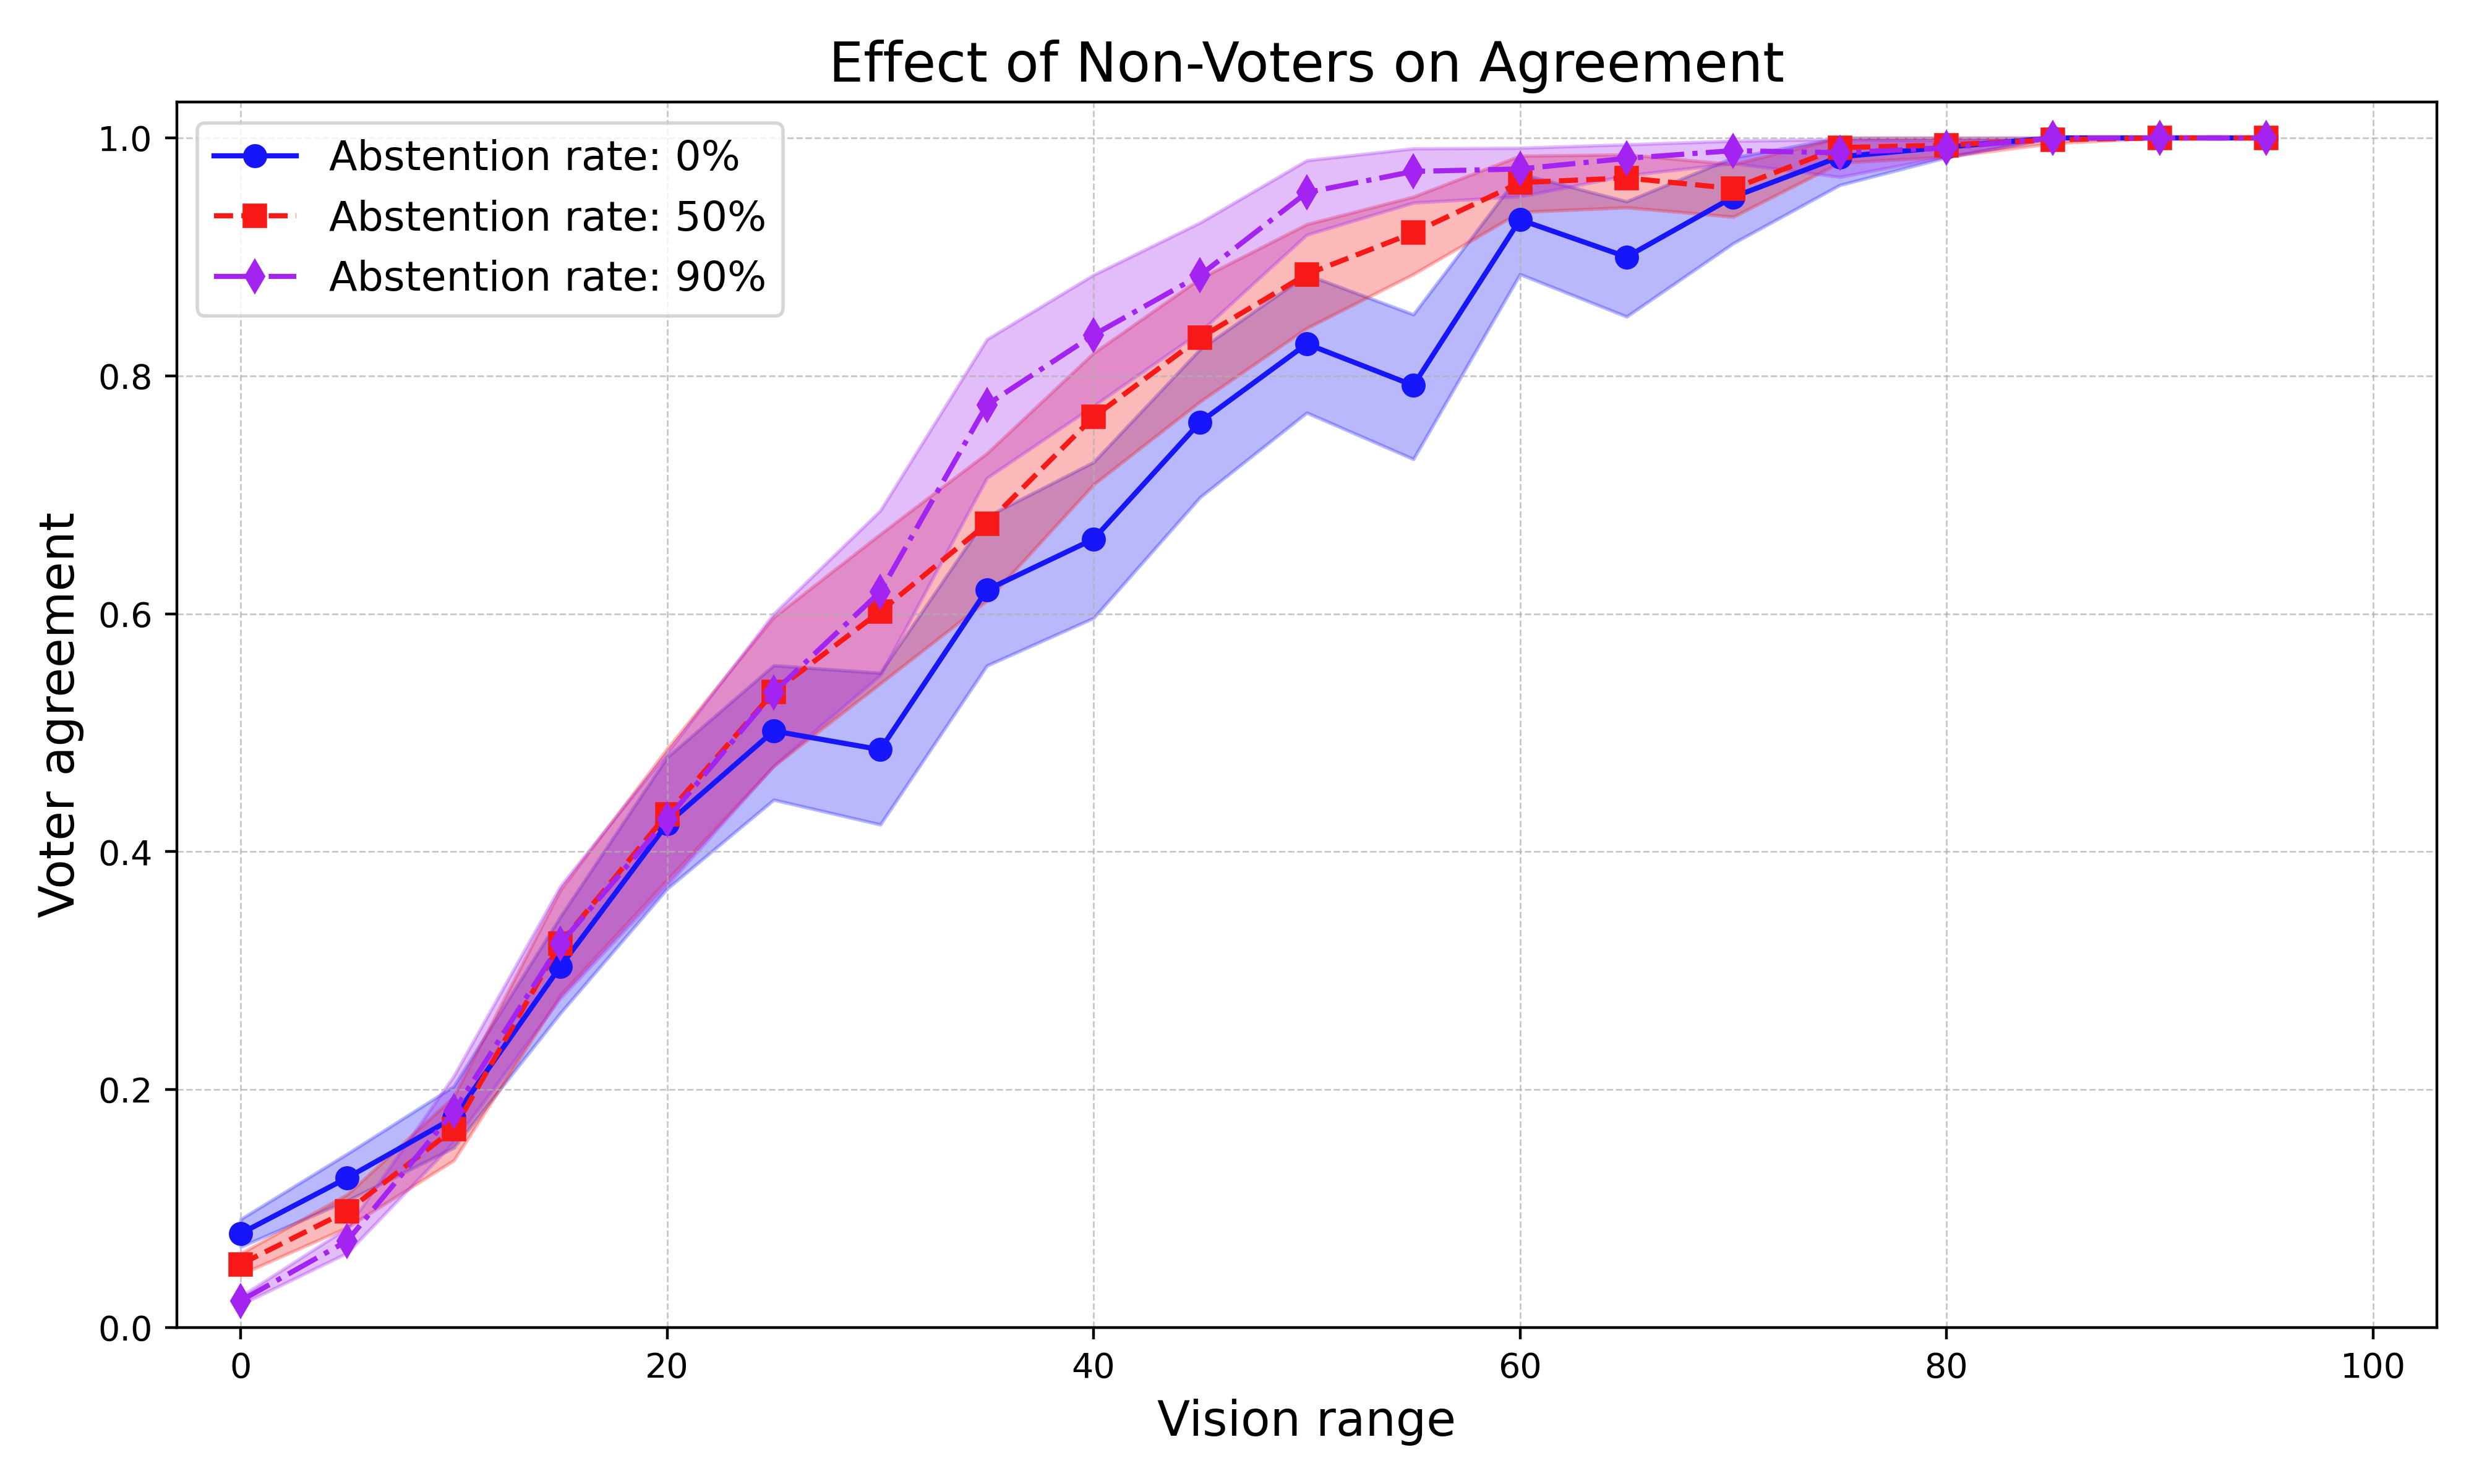 Effect of Non-Voters on Agreement
Abstention rate: 0%
Abstention rate: 50%
Abstention rate: 90%
Voter agreement
1.0
0.8
0.6
0.4
0.2
0.0
0 20 40 60 80 100
Vision range